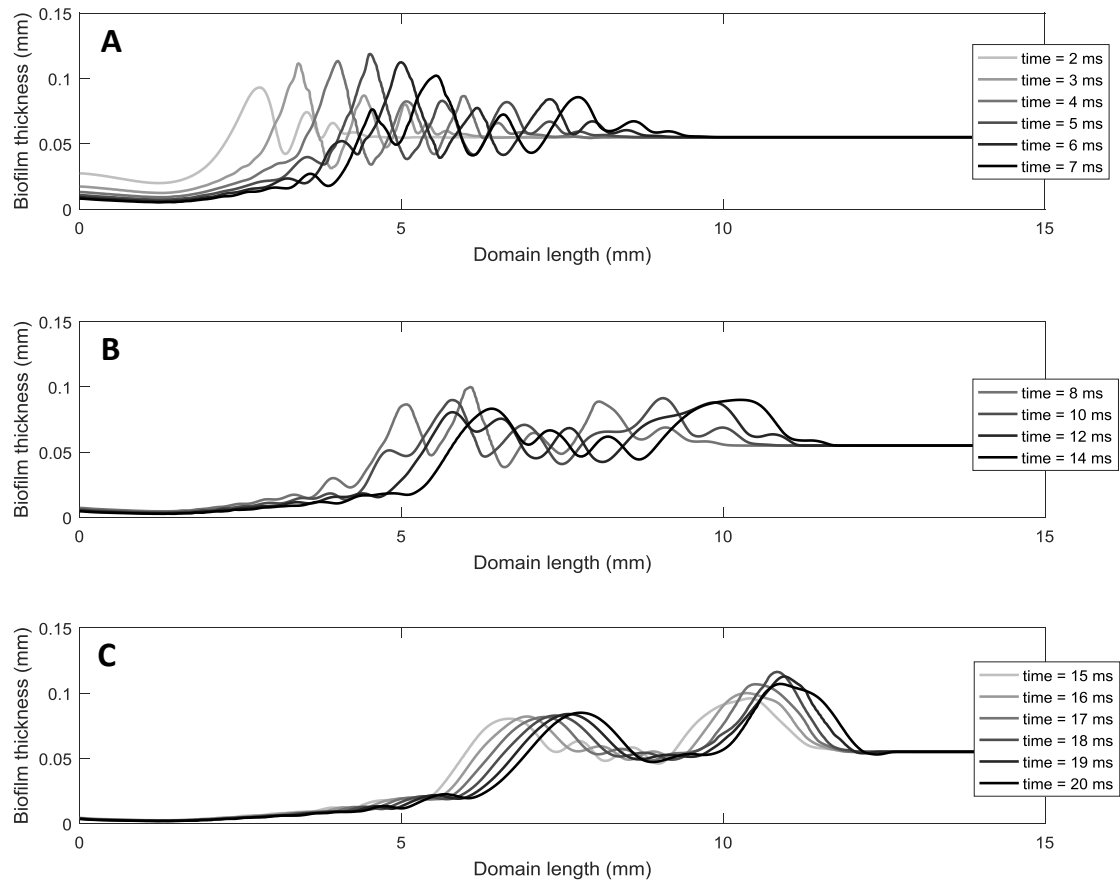 A
Biofilm thickness (mm)
0.15
0.1
0.05
0
0 5 10 15
Domain length (mm)
time = 2 ms
time = 3 ms
time = 4 ms
time = 5 ms
time = 6 ms
time = 7 ms
B
Biofilm thickness (mm)
0.15
0.1
0.05
0
0 5 10 15
Domain length (mm)
time = 8 ms
time = 10 ms
time = 12 ms
time = 14 ms
C
Biofilm thickness (mm)
0.15
0.1
0.05
0
0 5 10 15
Domain length (mm)
time = 15 ms
time = 16 ms
time = 17 ms
time = 18 ms
time = 19 ms
time = 20 ms